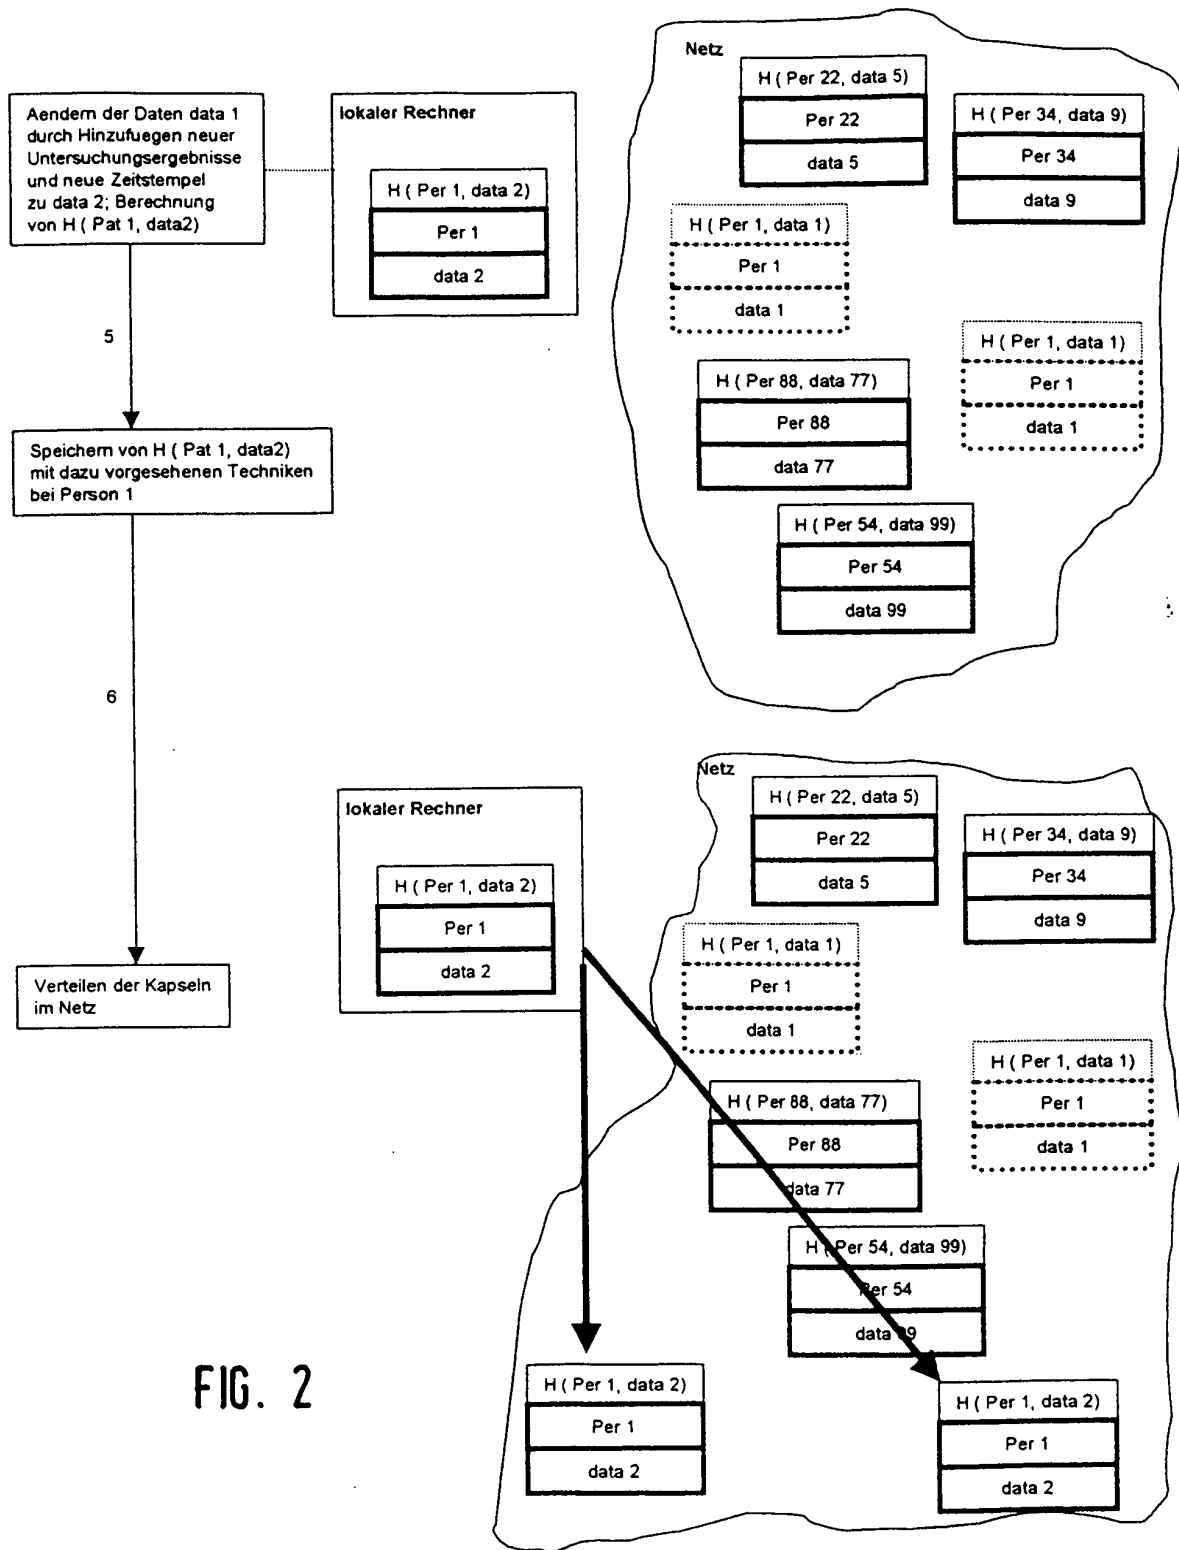 Aendern der Daten data 1
durch Hinzufuegen neuer
Untersuchungsergebnisse
und neue Zeitstempel
zu data 2; Berechnung
von H ( Pat 1, data2)
lokaler Rechner
H ( Per 1, data 2)
Per 1
data 2
Netz
H ( Per 22, data 5)
Per 22
data 5
H ( Per 34, data 9)
Per 34
data 9
H ( Per 1, data 1)
Per 1
data 1
H ( Per 1, data 1)
Per 1
data 1
H ( Per 88, data 77)
Per 88
data 77
H ( Per 54, data 99)
Per 54
data 99
5
Speichern von H ( Pat 1, data2)
mit dazu vorgesehenen Techniken
bei Person 1
6
Verteilen der Kapseln
im Netz
lokaler Rechner
H ( Per 1, data 2)
Per 1
data 2
Netz
H ( Per 22, data 5)
Per 22
data 5
H ( Per 34, data 9)
Per 34
data 9
H ( Per 1, data 1)
Per 1
data 1
H ( Per 1, data 1)
Per 1
data 1
H ( Per 88, data 77)
Per 88
data 77
H ( Per 54, data 99)
Per 54
data 99
H ( Per 1, data 2)
Per 1
data 2
H ( Per 1, data 2)
Per 1
data 2
FIG. 2